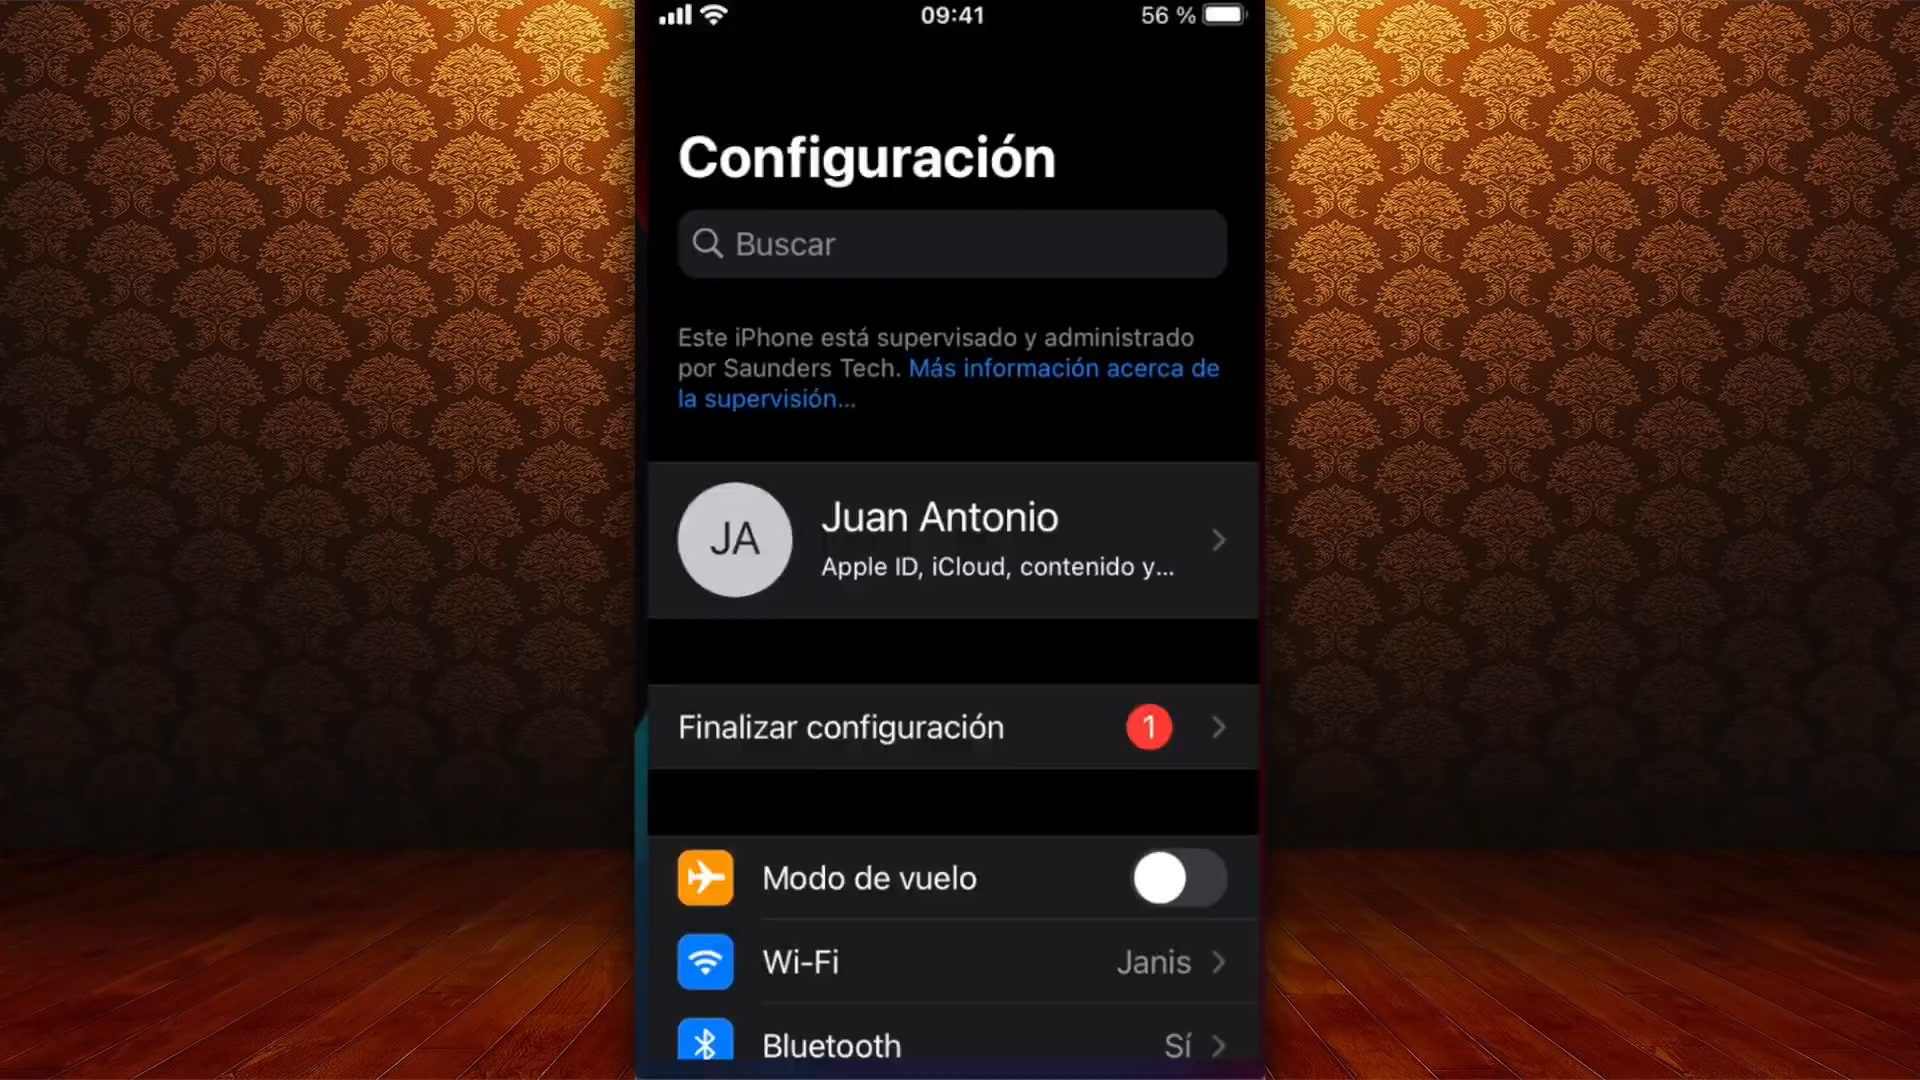 09:41
56 %
Configuración
Buscar
Este iPhone está supervisado y administrado
por Saunders Tech. Más información acerca de
la supervisión...
JA
Juan Antonio
Apple ID, iCloud, contenido y...
Finalizar configuración
1
Modo de vuelo
Wi-Fi
Janis
Bluetooth
Sí